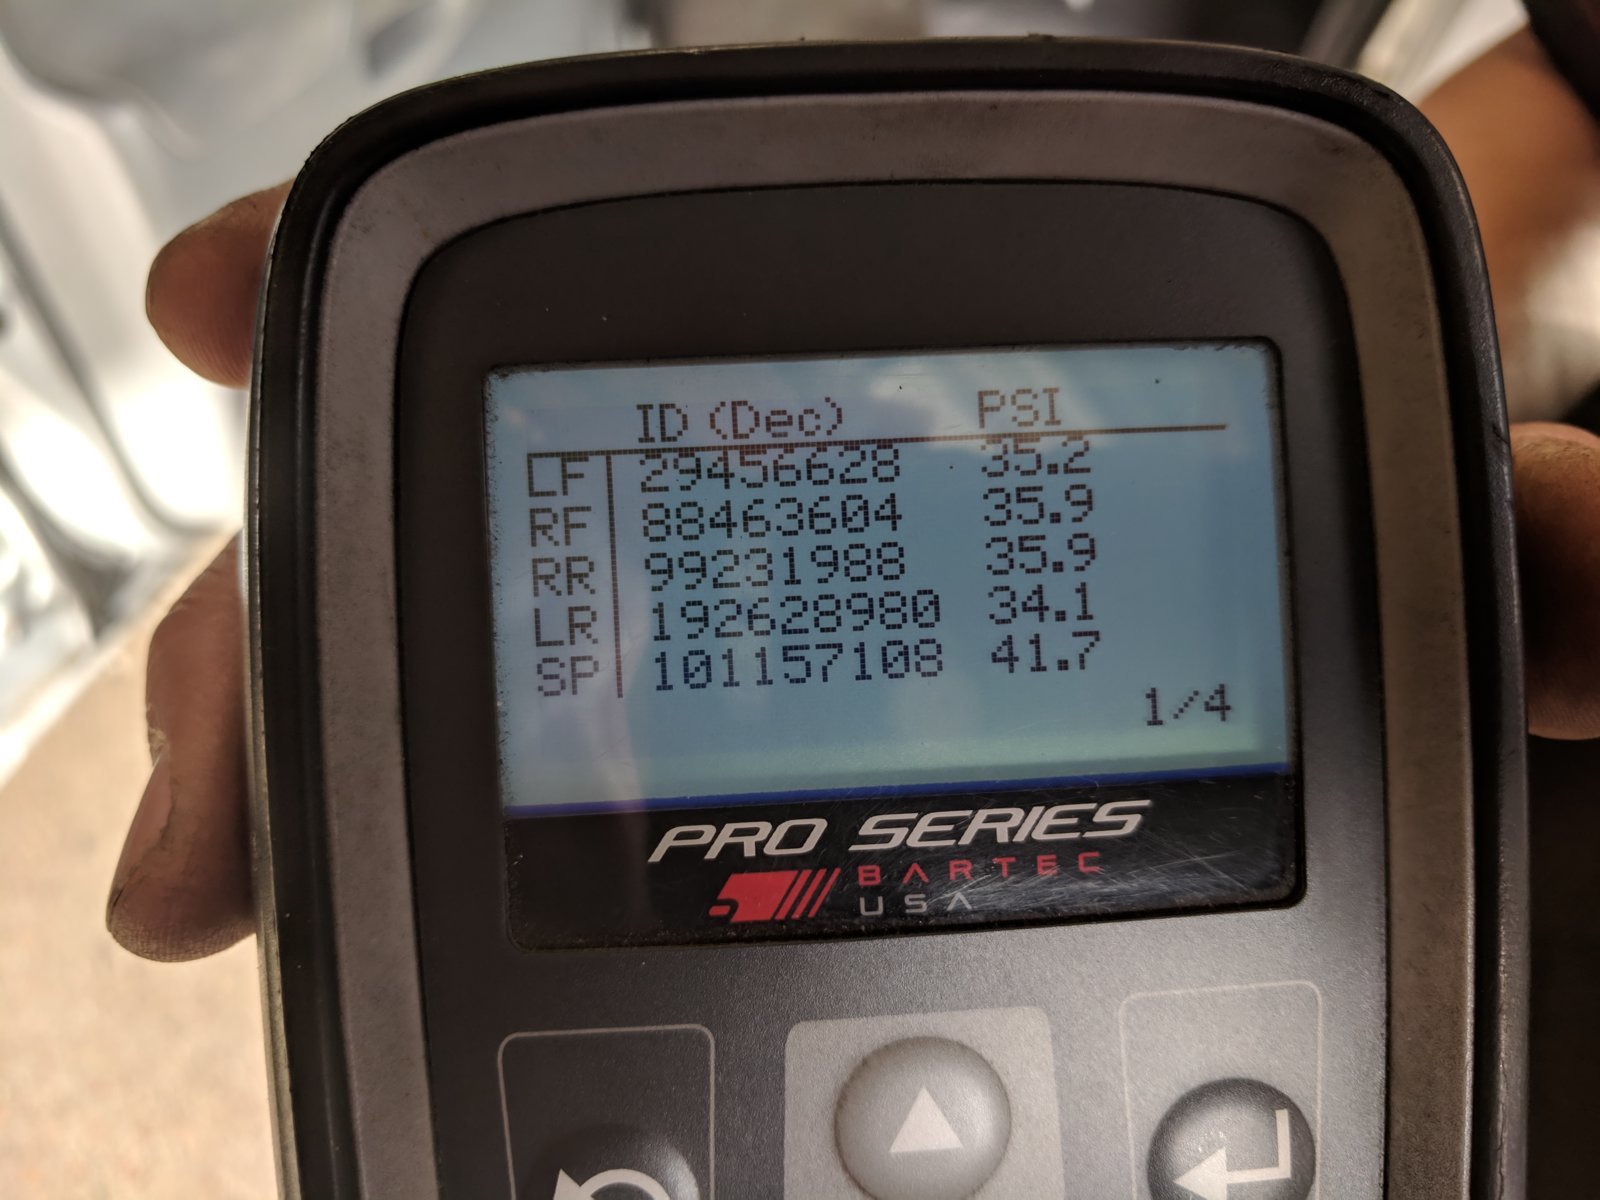 ID (Dec) PSI
LF 29456628 35.2
RF 88463604 35.9
RR 99231988 35.9
LR 192628980 34.1
SP 101157108 41.7
1/4
PRO SERIES
BARTEC
USA